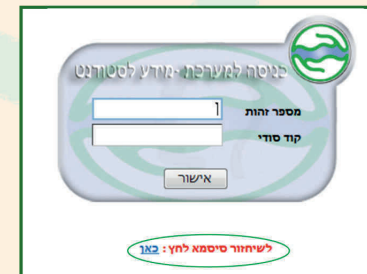 כניסה למערכת -מידע לסטודנט
מספר זהות
קוד סודי
אישור
לשיחזור סיסמא לחץ : כאן